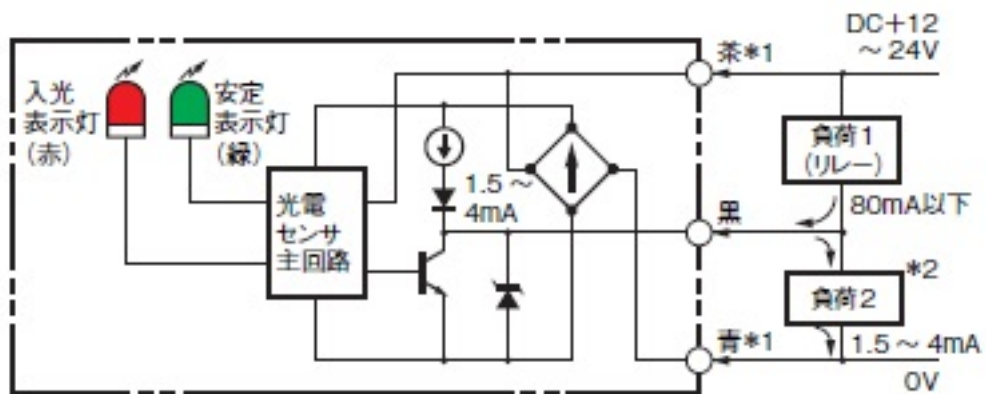 入光
表示灯
(赤)
安定
表示灯
(緑)
光電
センサ
主回路
1.5～
4mA
茶*1
黒
青*1
DC+12
～24V
負荷1
(リレー)
80mA以下
*2
負荷2
1.5～4mA
0V